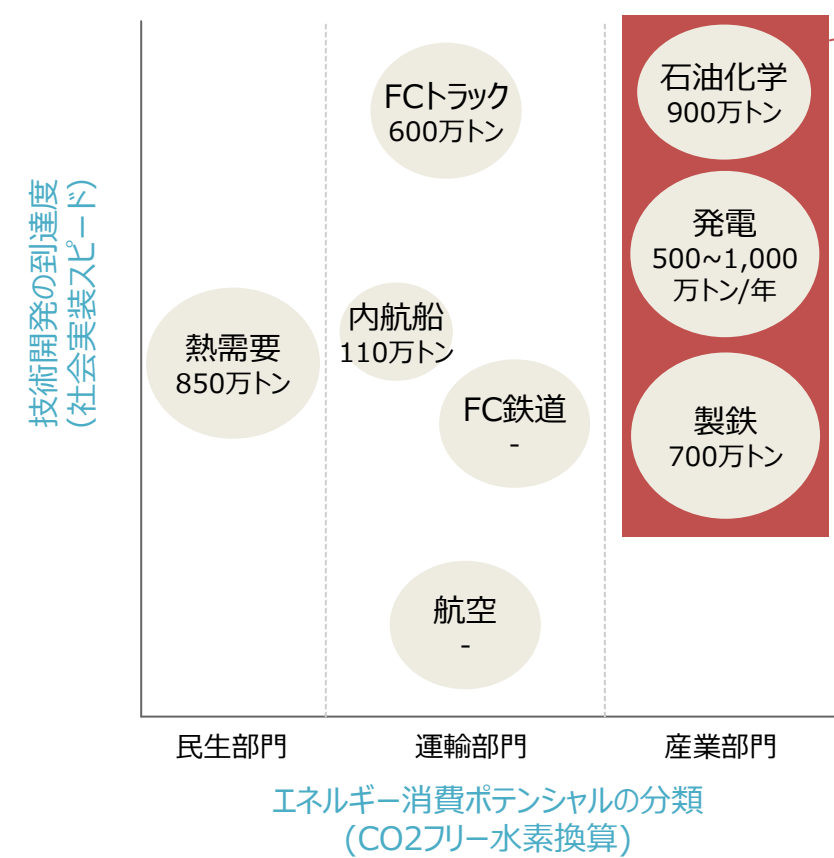 技術開発の到達度
(社会実装スピード)
FCトラック
600万トン
石油化学
900万トン
発電
500~1,000
万トン/年
内航船
110万トン
熱需要
850万トン
FC鉄道
-
製鉄
700万トン
航空
-
民生部門
運輸部門
産業部門
エネルギー消費ポテンシャルの分類
(CO2フリー水素換算)